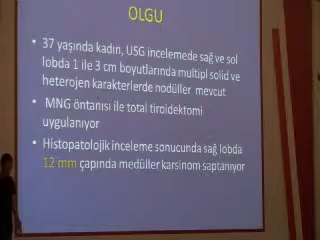 OLGU
• 37 yaşında kadın, USG incelemede sağ ve sol
lobda 1 ile 3 cm boyutlarında multipl solid ve
heterojen karakterlerde nodüller mevcut
• MNG öntanısı ile total tiroidektomi
uygulanıyor
• Histopatolojik inceleme sonucunda sağ lobda
12 mm çapında medüller karsinom saptanıyor